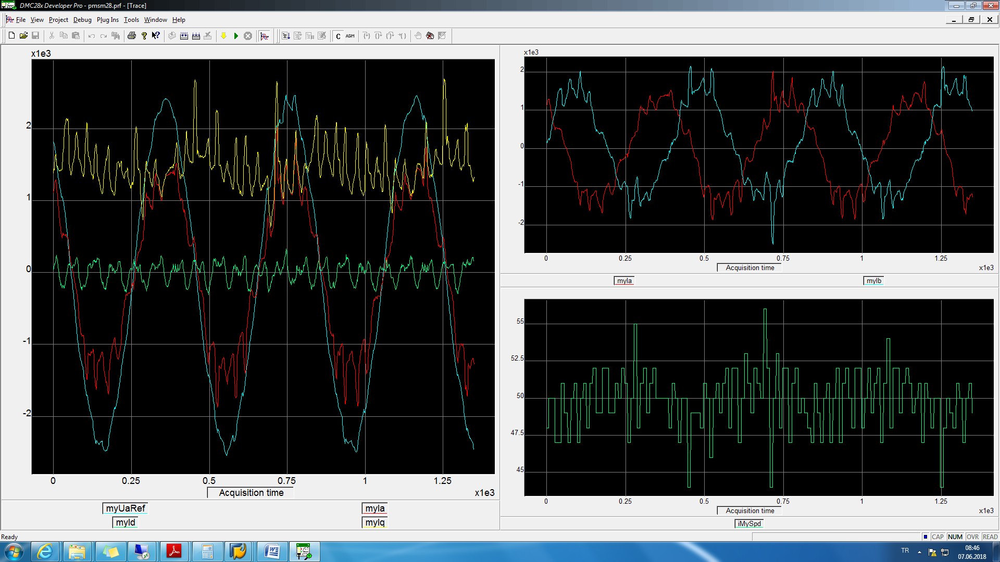 DMC28x Developer Pro - pmsm28.prf - [Trace]
File View Project Debug Plug Ins Tools Window Help
C ASM
x1e3
2
1
0
-1
-2
0 0.25 0.5 0.75 1 1.25
Acquisition time x1e3
myUaRef myIa
myId myIq
x1e3
2
1
0
-1
-2
0 0.25 0.5 0.75 1 1.25
Acquisition time x1e3
myIa myIb
55
52.5
50
47.5
45
0 0.25 0.5 0.75 1 1.25
Acquisition time x1e3
iMySpd
Ready CAP NUM OVR READ
TR 08:46
07.06.2018